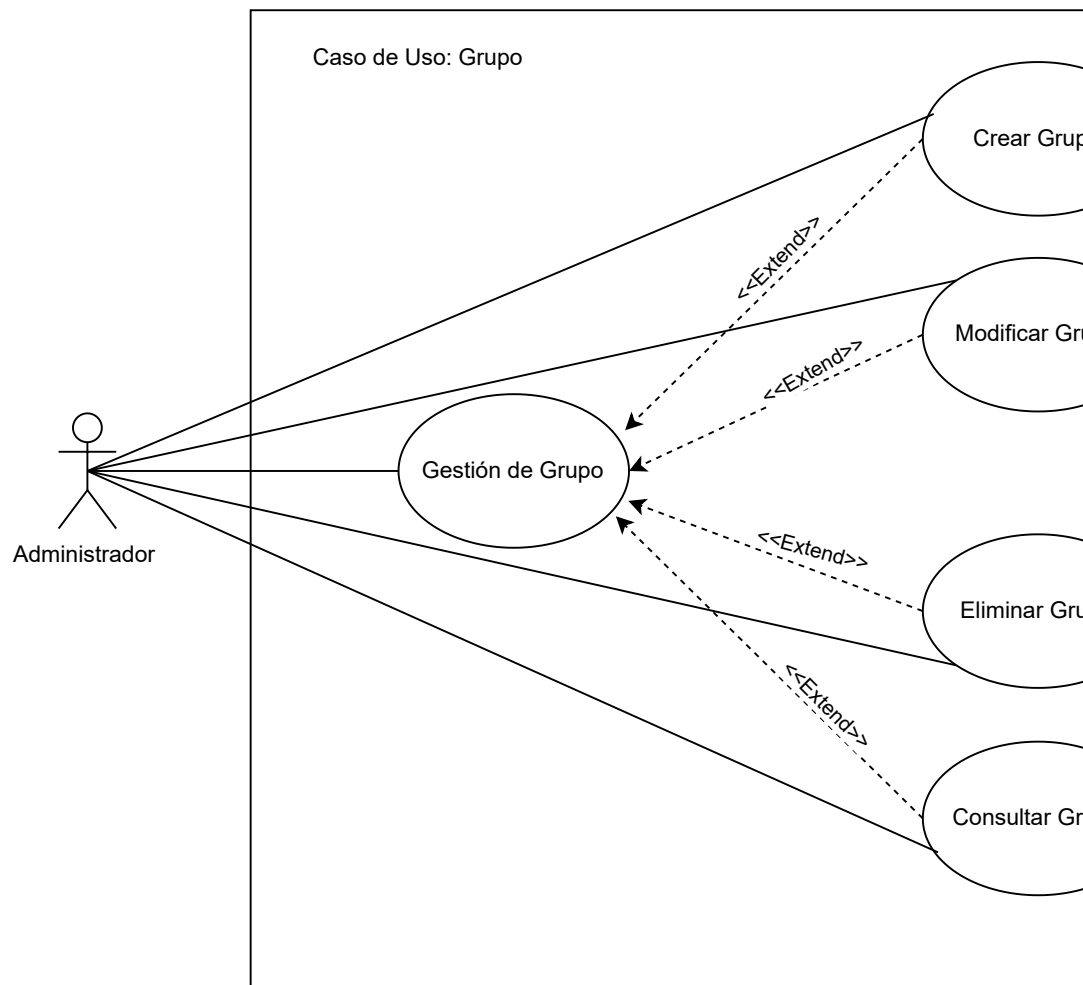 Caso de Uso: Grupo
Crear Grup
<<Extend>>
Modificar Gru
<<Extend>>
Gestión de Grupo
Administrador
<<Extend>>
Eliminar Gru
<<Extend>>
Consultar Gr